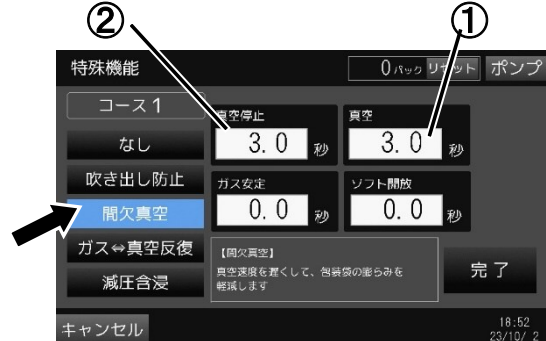 ② ①
特殊機能 0 パック リセット ポンプ
コース 1
なし
吹き出し防止
間欠真空
ガス⇔真空反復
減圧含浸
真空停止
3.0 秒
真空
3.0 秒
ガス安定
0.0 秒
ソフト開放
0.0 秒
【間欠真空】
真空速度を遅くして、包装袋の膨らみを
軽減します
完了
キャンセル
18:52
23/10/ 2